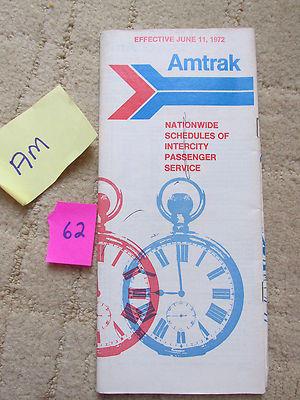 EFFECTIVE JUNE 11, 1972
Amtrak
NATIONWIDE
SCHEDULES OF
INTERCITY
PASSENGER
SERVICE
AM
62